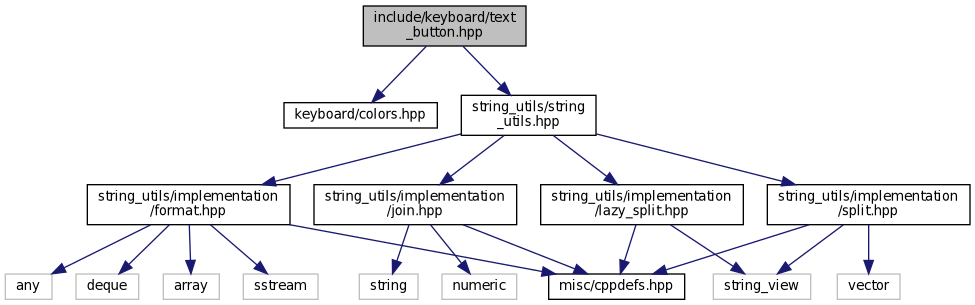 include/keyboard/text
_button.hpp
keyboard/colors.hpp
string_utils/string
_utils.hpp
string_utils/implementation
/format.hpp
string_utils/implementation
/join.hpp
string_utils/implementation
/lazy_split.hpp
string_utils/implementation
/split.hpp
any
deque
array
sstream
string
numeric
misc/cppdefs.hpp
string_view
vector